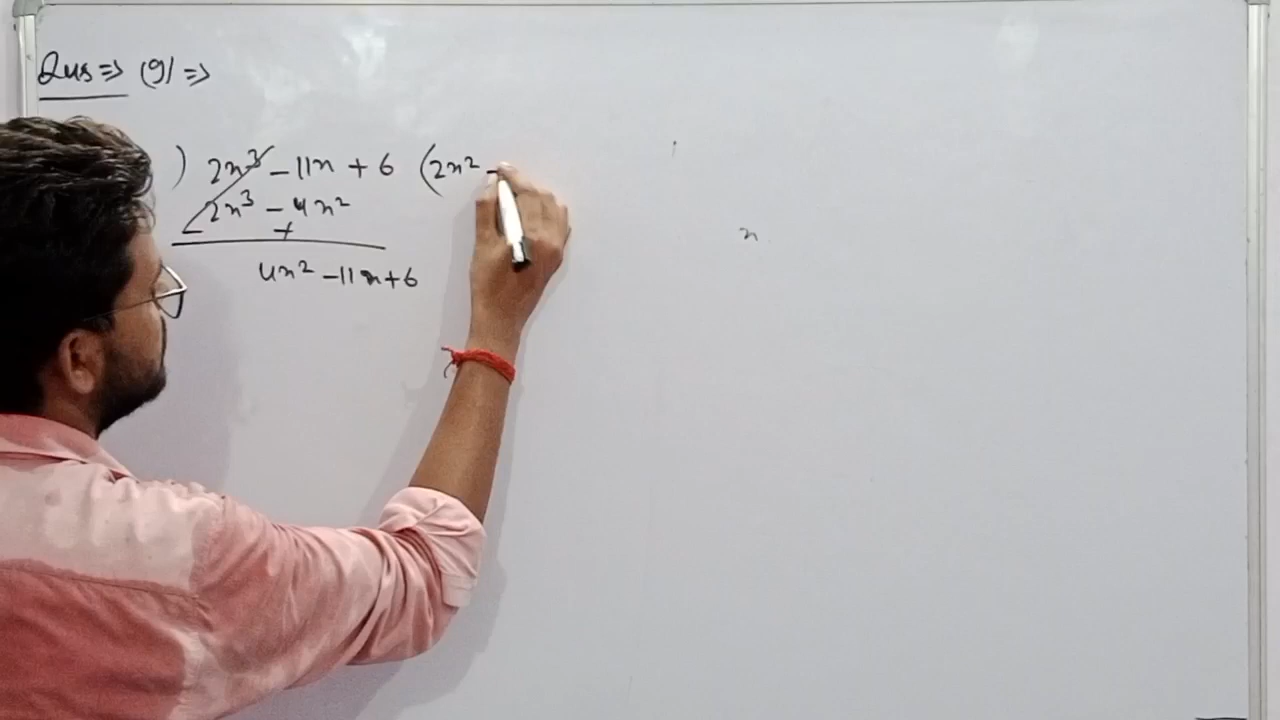 Qus ⇒ (9) ⇒
) 2x³ - 11x + 6 (2x² -
2x³ - 4x²
- +
4x² - 11x + 6
x